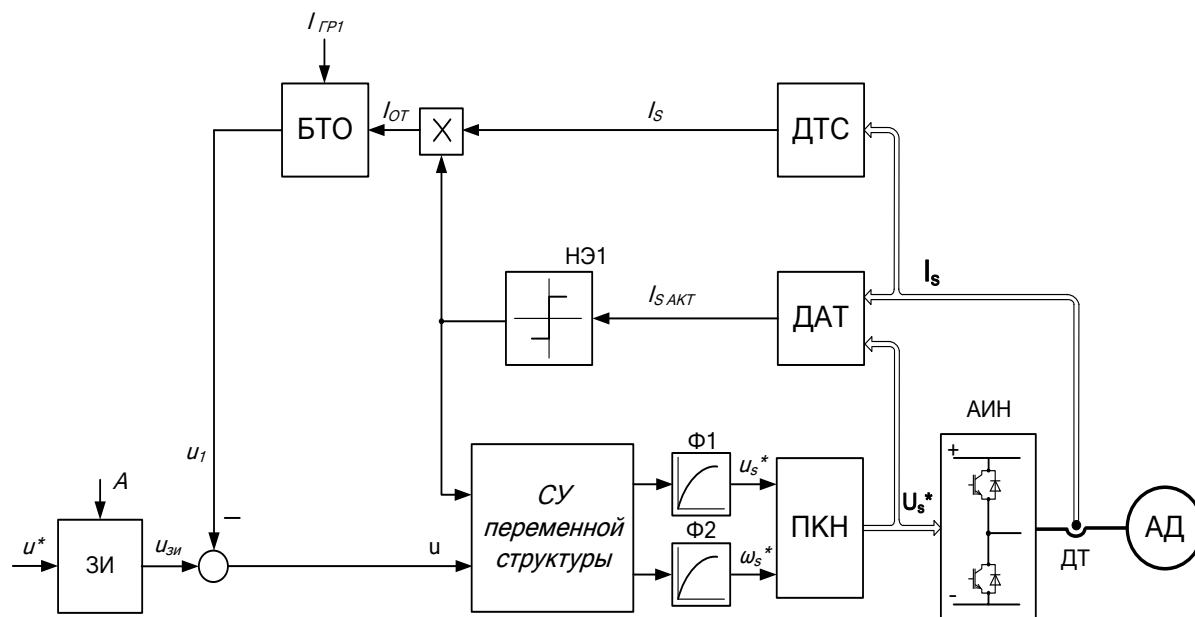 I ГР1
БТО
I ОТ
X
I S
ДТС
НЭ1
I S АКТ
ДАТ
I s
u 1
АИН
+
-
U s *
ДТ
АД
Ф1
u s *
Ф2
ω s *
ПКН
СУ
переменной
структуры
A
u*
ЗИ
u зи
–
u